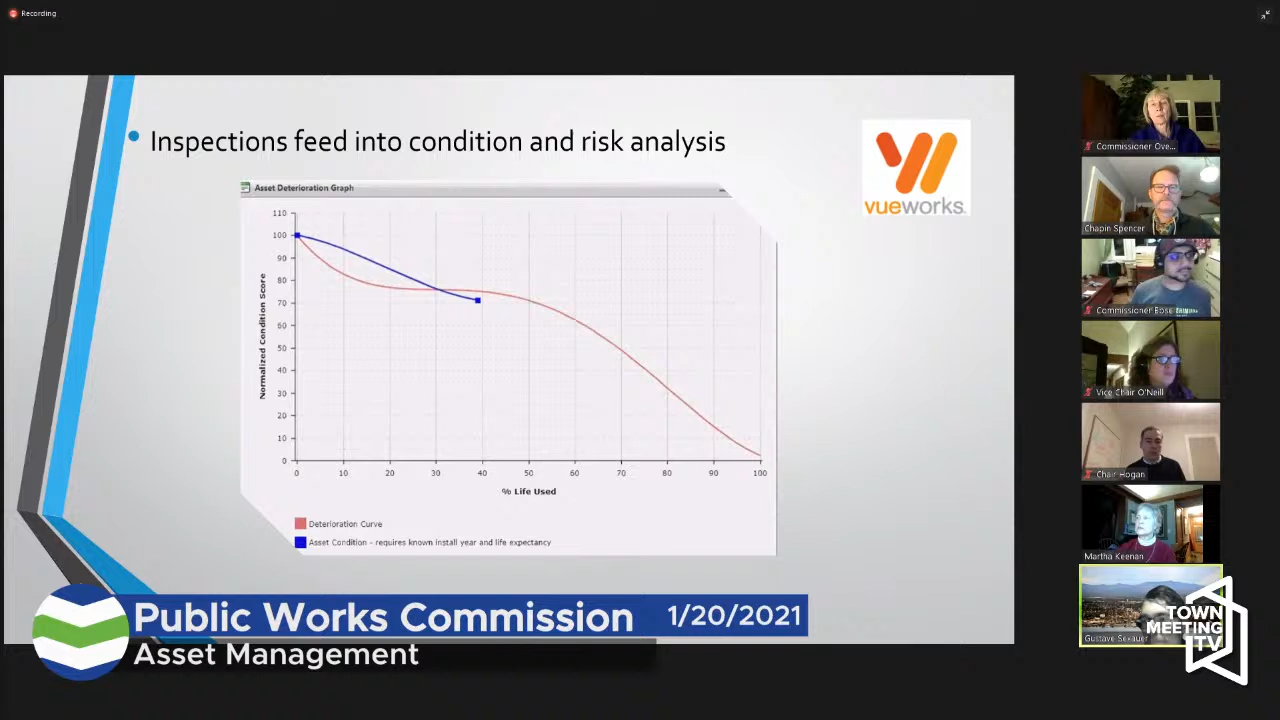 Recording
Inspections feed into condition and risk analysis
vueworks.
Asset Deterioration Graph
110
100
90
80
70
60
50
40
30
20
10
0
Normalized Condition Score
0 10 20 30 40 50 60 70 80 90 100
% Life Used
Deterioration Curve
Asset Condition - requires known install year and life expectancy
Commissioner Ove...
Chapin Spencer
Commissioner Bose
Vice Chair O'Neill
Chair Hogan
Martha Keenan
Gustave Sexauer
TOWN
MEETING
TV
Public Works Commission 1/20/2021
Asset Management